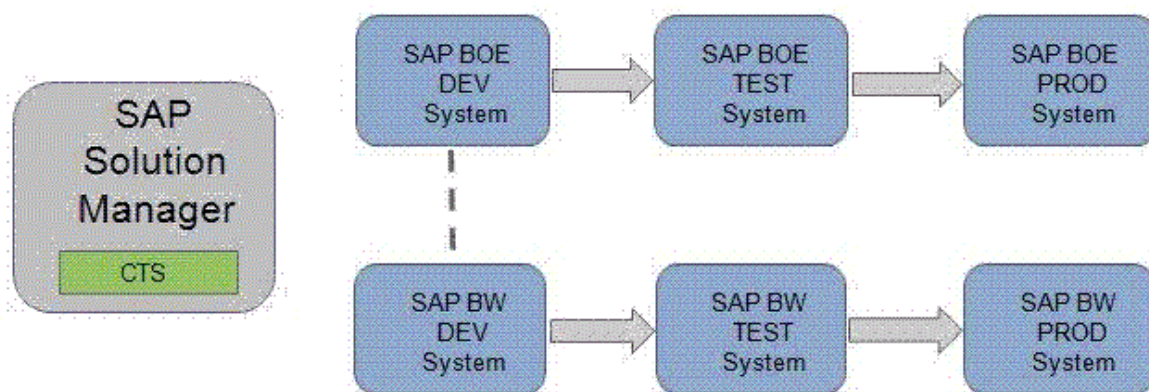 SAP
Solution
Manager
CTS
SAP BOE
DEV
System
SAP BOE
TEST
System
SAP BOE
PROD
System
SAP BW
DEV
System
SAP BW
TEST
System
SAP BW
PROD
System